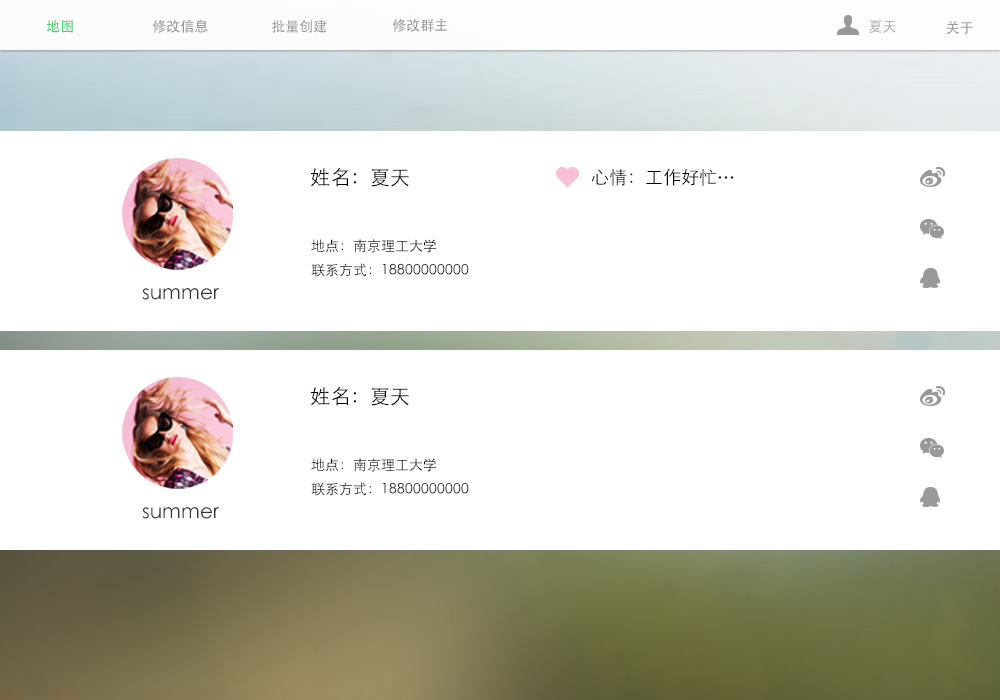 地图 修改信息 批量创建 修改群主 夏天 关于
姓名：夏天 心情：工作好忙…
地点：南京理工大学
联系方式：18800000000
summer
姓名：夏天
地点：南京理工大学
联系方式：18800000000
summer